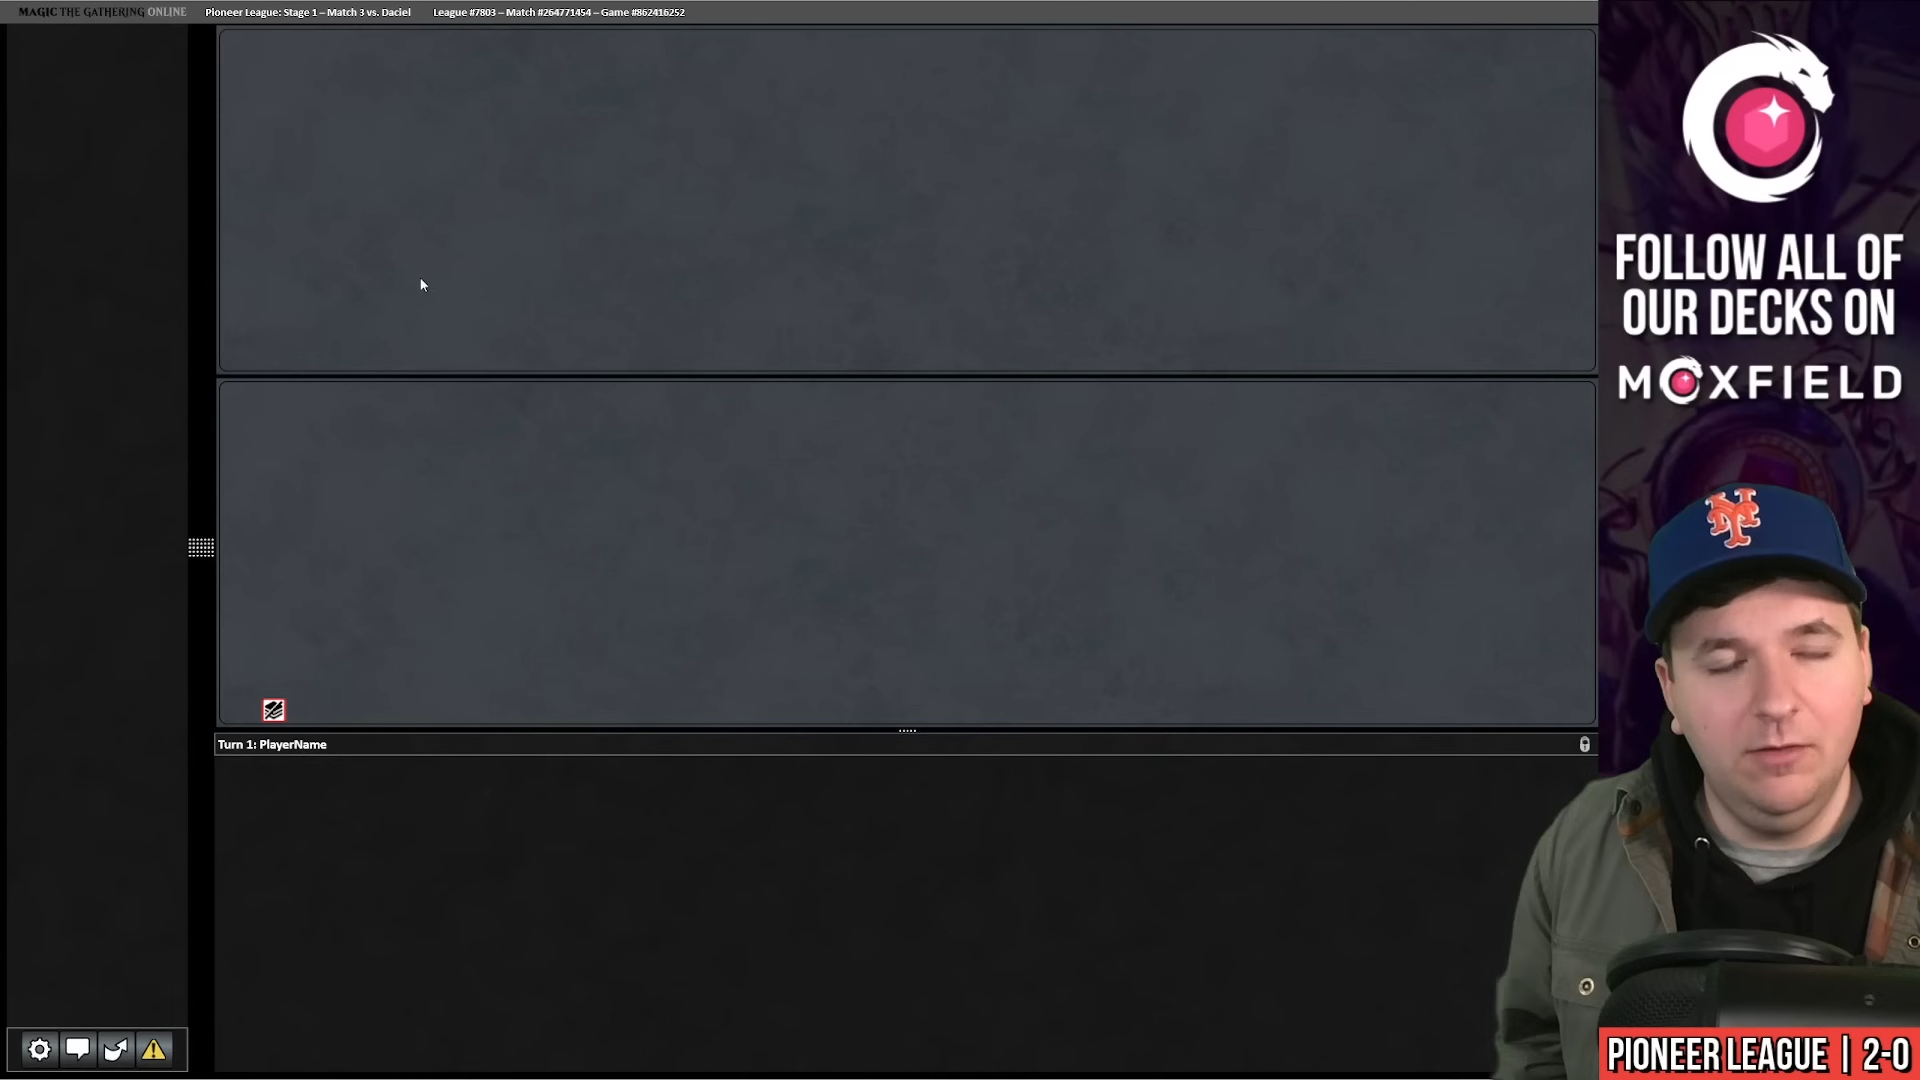 MAGIC THE GATHERING ONLINE
Pioneer League: Stage 1 – Match 3 vs. Daciel
League #7803 – Match #264771454 – Game #862416252
FOLLOW ALL OF
OUR DECKS ON
MOXFIELD
NY
Turn 1: PlayerName
PIONEER LEAGUE | 2-0